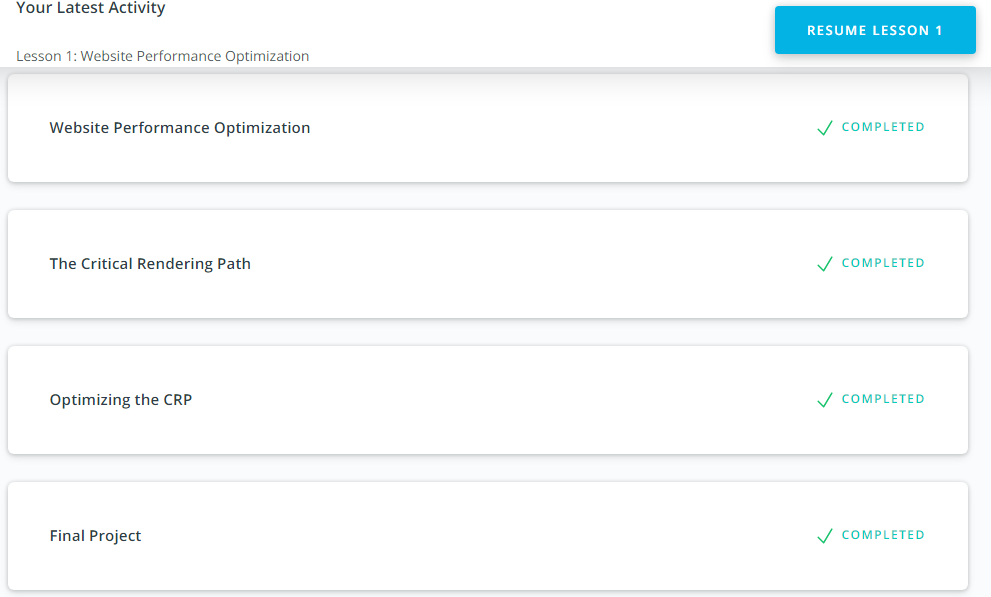 Your Latest Activity
RESUME LESSON 1
Lesson 1: Website Performance Optimization
Website Performance Optimization
COMPLETED
The Critical Rendering Path
COMPLETED
Optimizing the CRP
COMPLETED
Final Project
COMPLETED